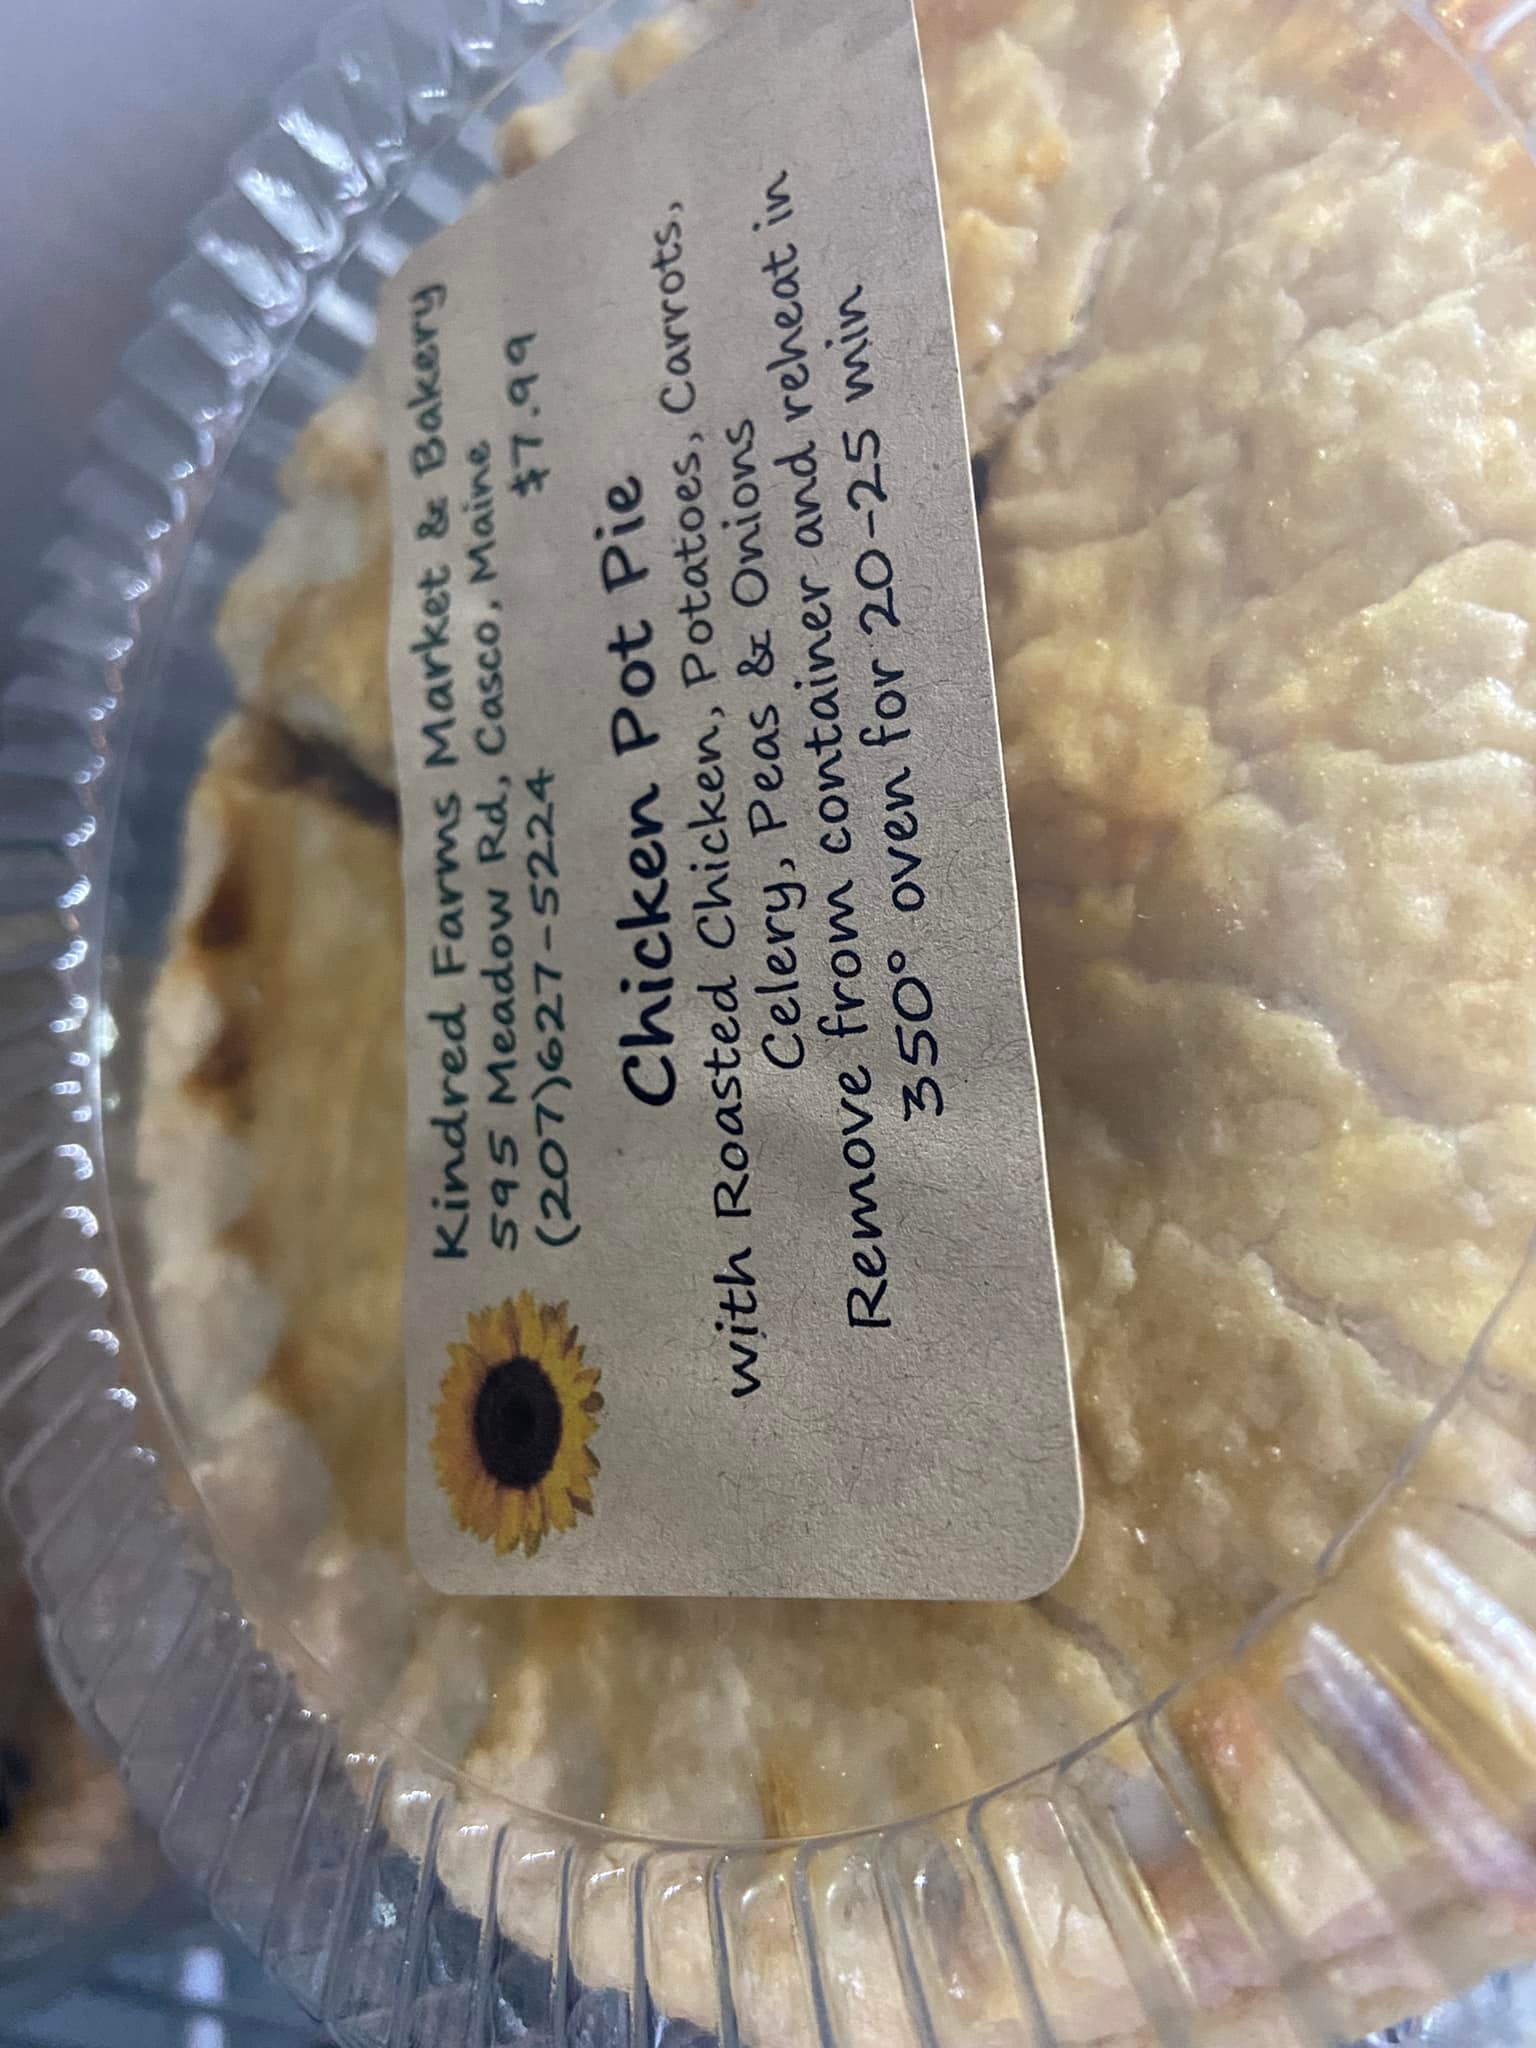 Kindred Farms Market & Bakery
595 Meadow Rd, Casco, Maine
(207)627-5224 $7.99
Chicken Pot Pie
with Roasted Chicken, Potatoes, Carrots,
Celery, Peas & Onions
Remove from container and reheat in
350° oven for 20-25 min